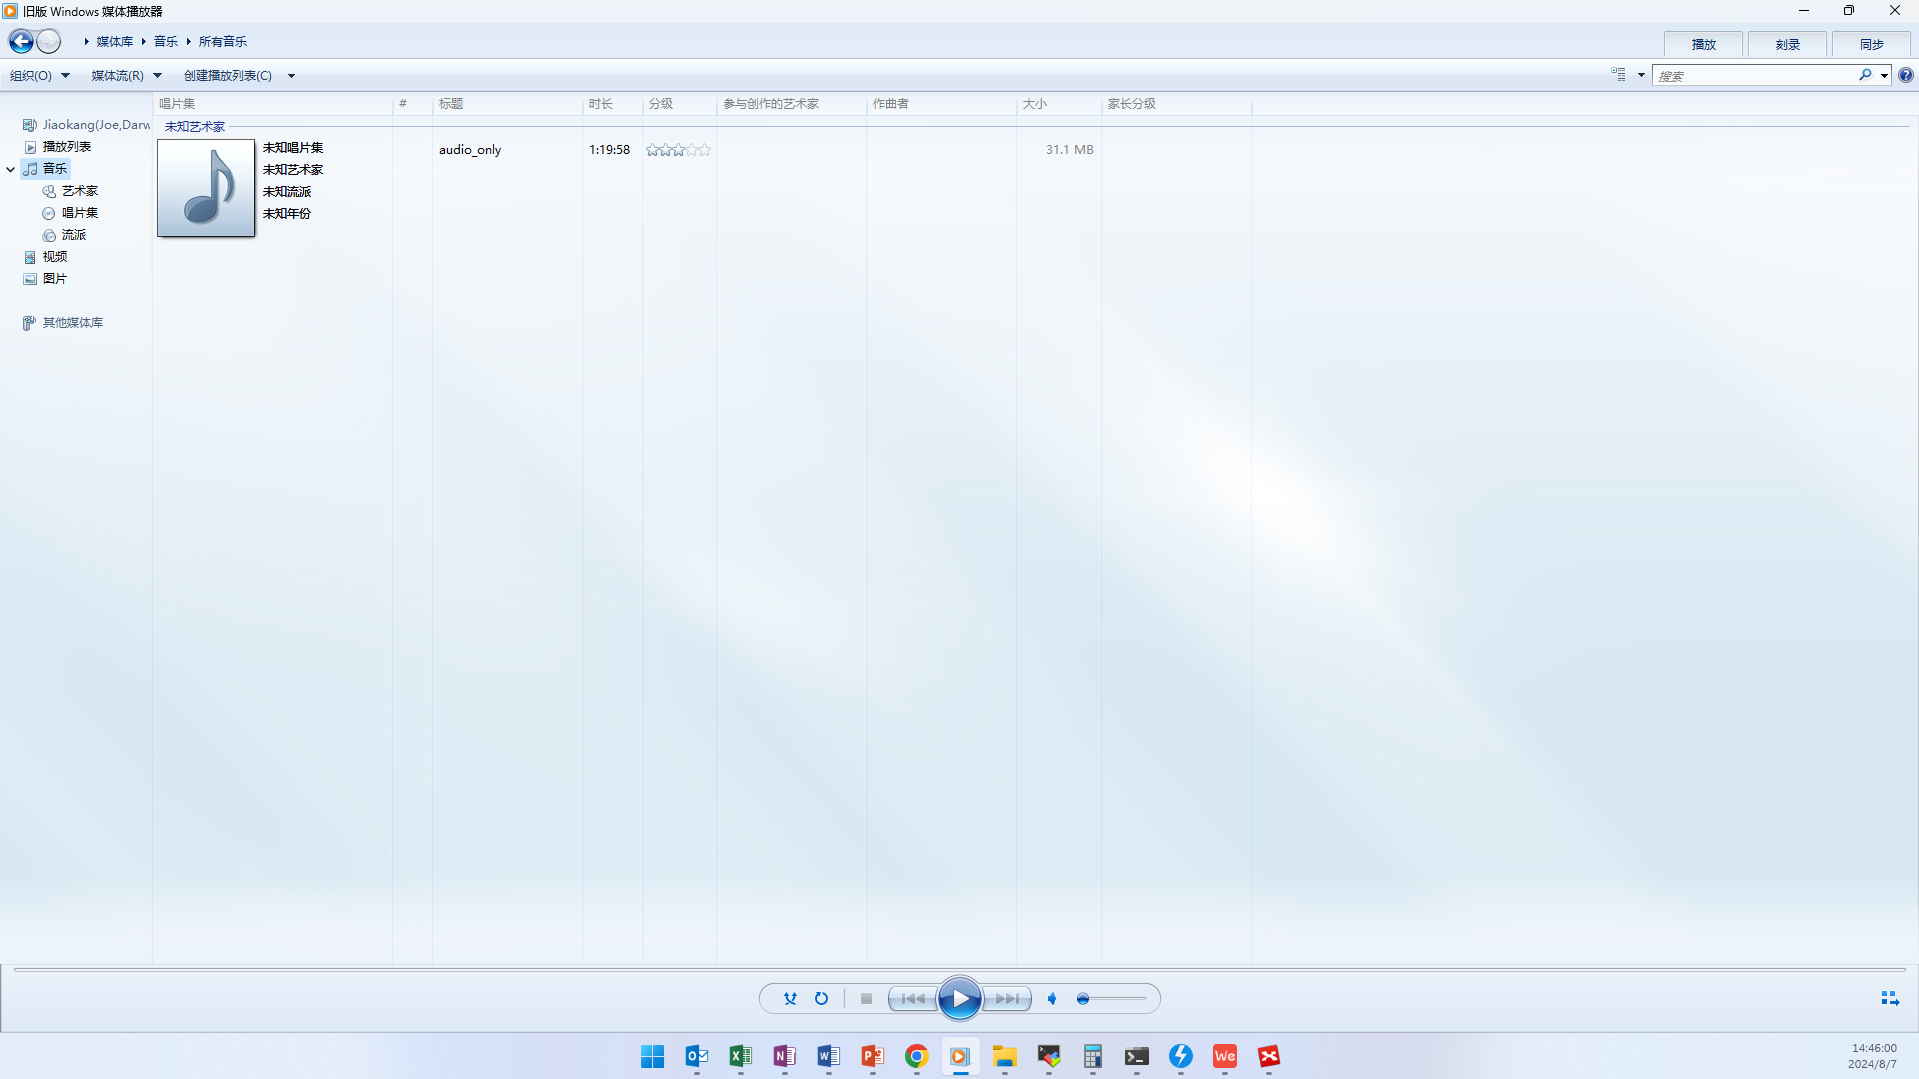 旧版 Windows 媒体播放器
媒体库 音乐 所有音乐
播放 刻录 同步
组织(O) 媒体流(R) 创建播放列表(C)
搜索
唱片集 # 标题 时长 分级 参与创作的艺术家 作曲者 大小 家长分级
Jiaokang(Joe,Darw
播放列表
音乐
艺术家
唱片集
流派
视频
图片
其他媒体库
未知艺术家
未知唱片集 audio_only 1:19:58 31.1 MB
未知艺术家
未知流派
未知年份
14:46:00
2024/8/7